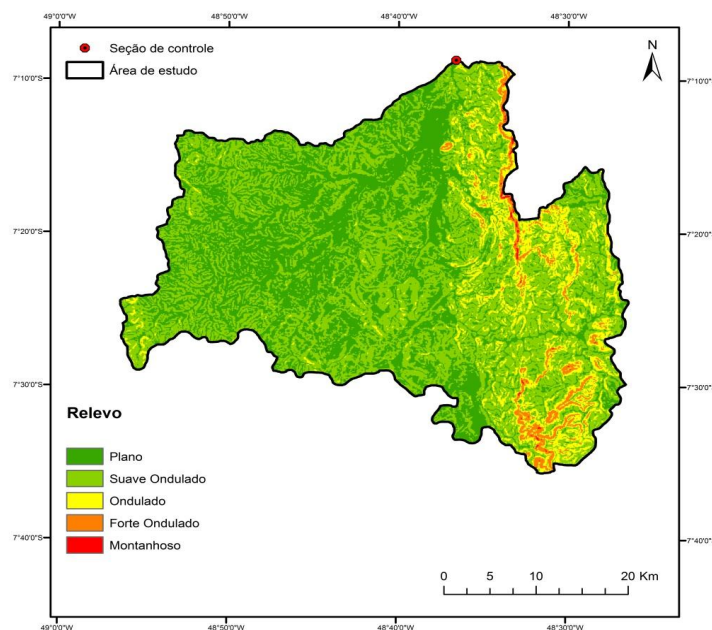 49°0'0"W 48°50'0"W 48°40'0"W 48°30'0"W
Seção de controle
Área de estudo
N
7°10'0"S
7°10'0"
7°20'0"S
7°20'0"
7°30'0"S
7°30'0"
Relevo
Plano
Suave Ondulado
Ondulado
Forte Ondulado
Montanhoso
7°40'0"S
7°40'0"
0 5 10 20 Km
49°0'0"W 48°50'0"W 48°40'0"W 48°30'0"W